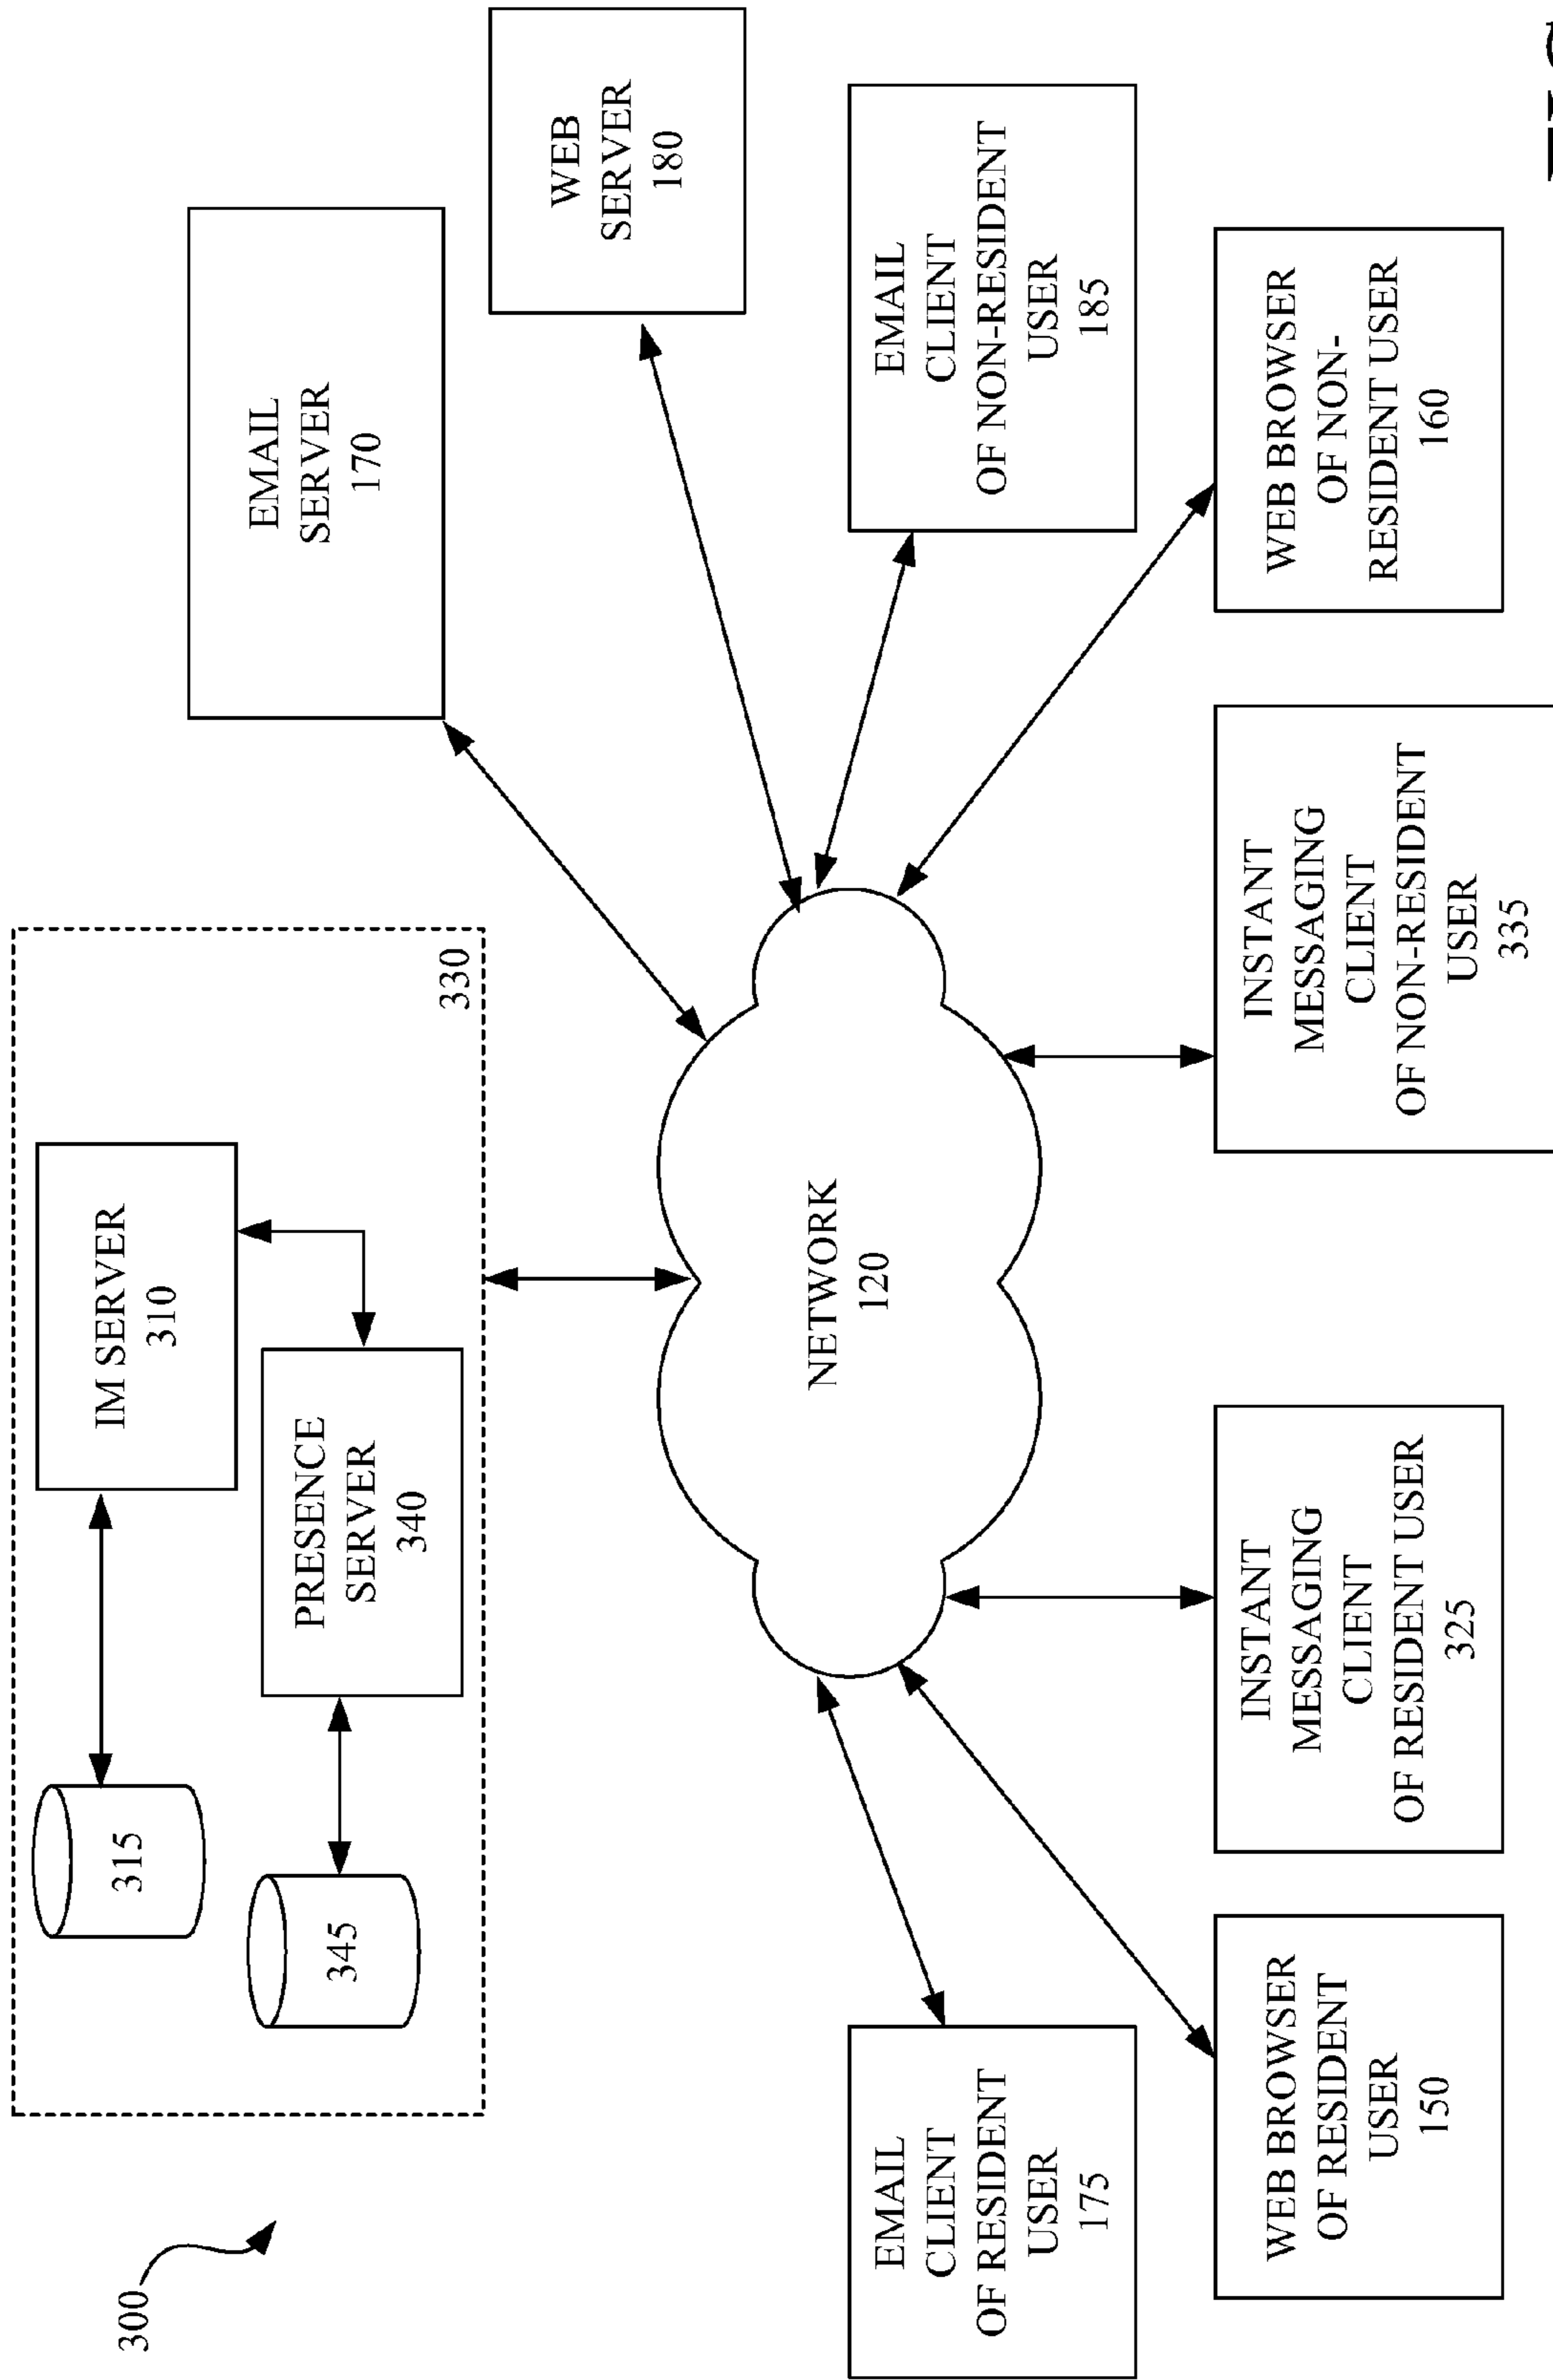 300
315
IM SERVER
310
345
PRESENCE
SERVER
340
330
EMAIL
SERVER
170
WEB
SERVER
180
EMAIL
CLIENT
OF RESIDENT
USER
175
NETWORK
120
EMAIL
CLIENT
OF NON-RESIDENT
USER
185
WEB BROWSER
OF RESIDENT
USER
150
INSTANT
MESSAGING
CLIENT
OF RESIDENT USER
325
INSTANT
MESSAGING
CLIENT
OF NON-RESIDENT
USER
335
WEB BROWSER
OF NON-
RESIDENT USER
160